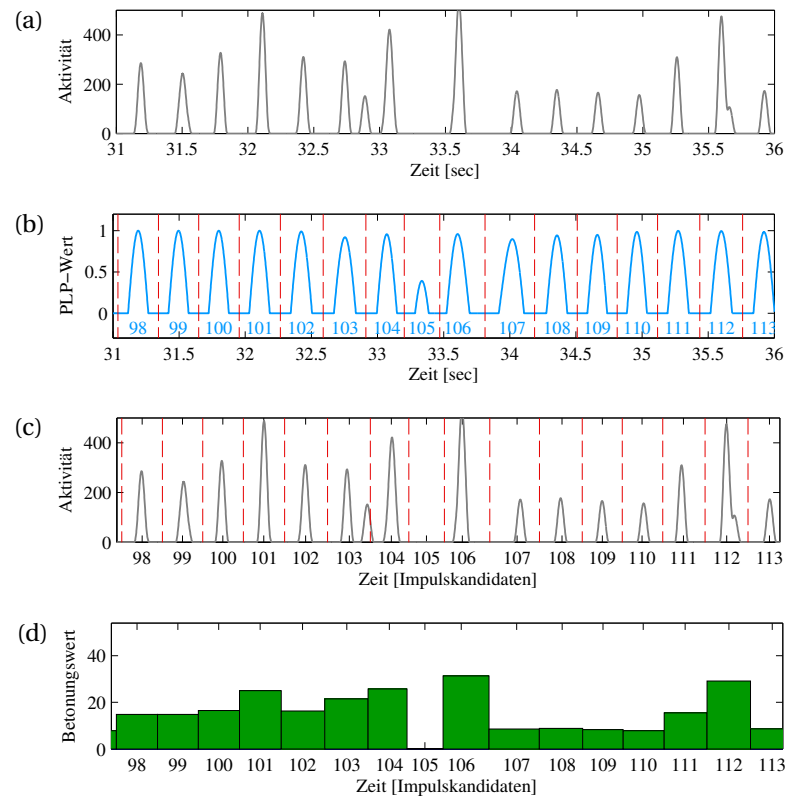 (a)
Aktivität
400
200
0
31 31.5 32 32.5 33 33.5 34 34.5 35 35.5 36
Zeit [sec]
(b)
PLP−Wert
1
0.5
0
98 99 100 101 102 103 104 105 106 107 108 109 110 111 112 113
31 31.5 32 32.5 33 33.5 34 34.5 35 35.5 36
Zeit [sec]
(c)
Aktivität
400
200
0
98 99 100 101 102 103 104 105 106 107 108 109 110 111 112 113
Zeit [Impulskandidaten]
(d)
Betonungswert
40
20
0
98 99 100 101 102 103 104 105 106 107 108 109 110 111 112 113
Zeit [Impulskandidaten]